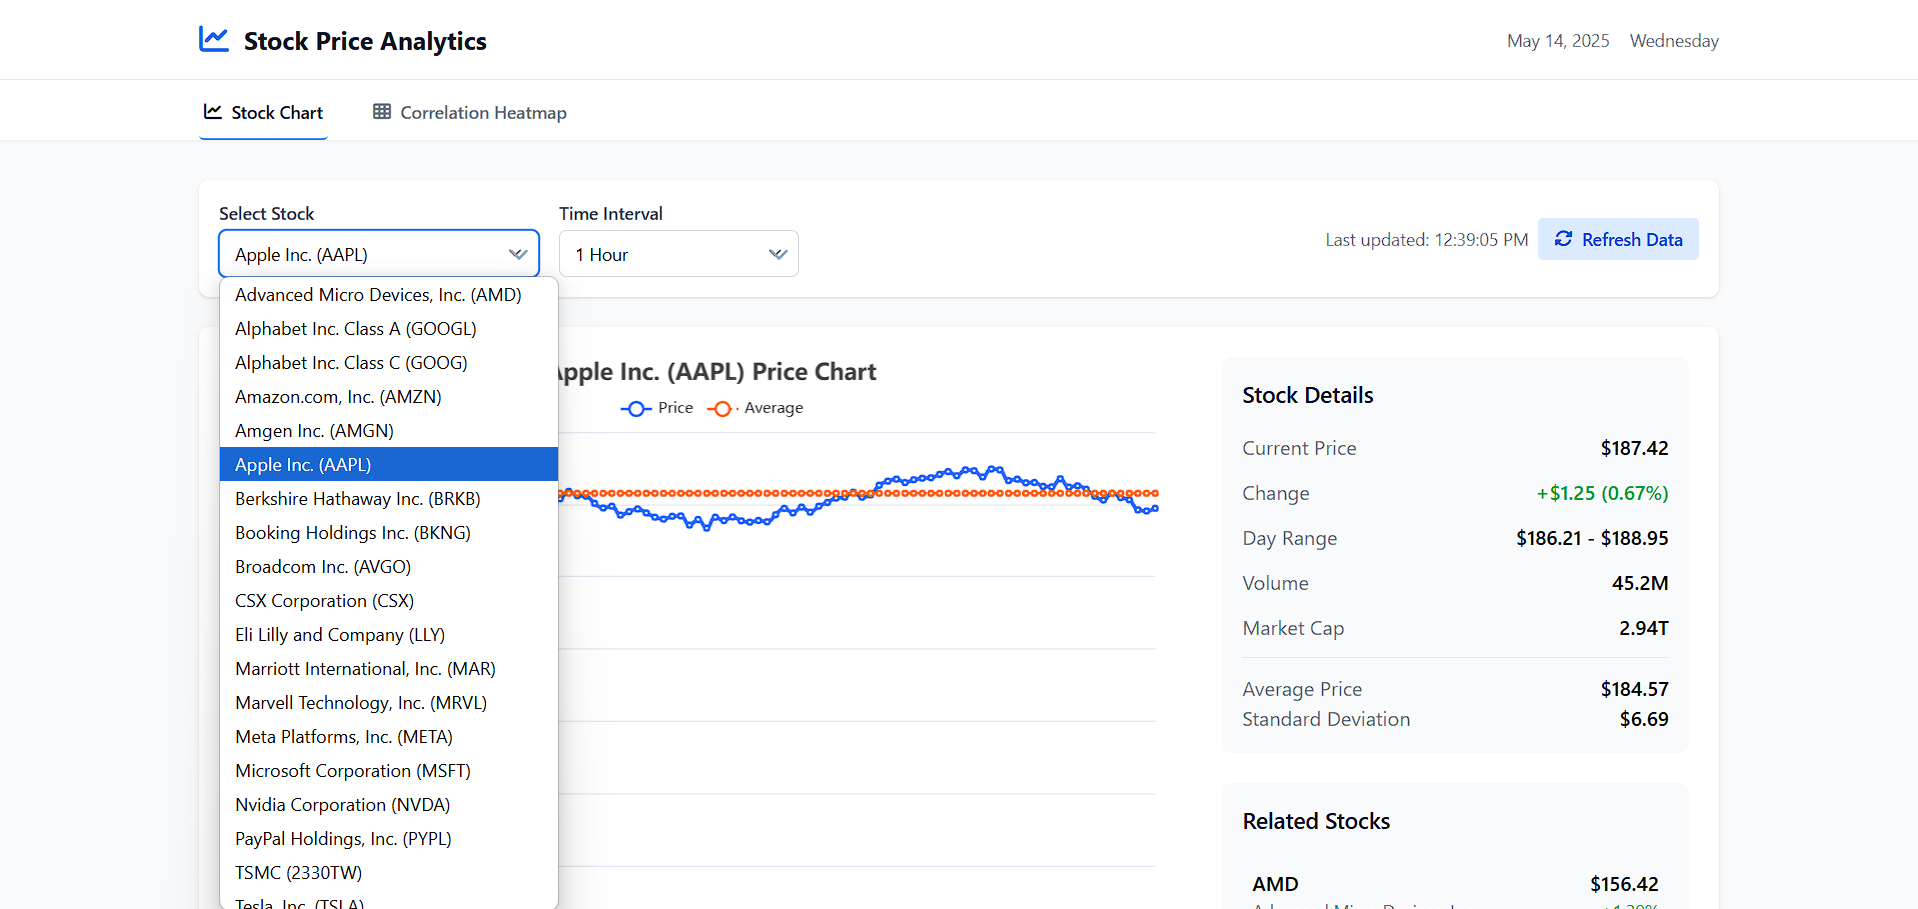 Stock Price Analytics
May 14, 2025 Wednesday
Stock Chart Correlation Heatmap
Select Stock
Apple Inc. (AAPL)
Time Interval
1 Hour
Last updated: 12:39:05 PM Refresh Data
Advanced Micro Devices, Inc. (AMD)
Alphabet Inc. Class A (GOOGL)
Alphabet Inc. Class C (GOOG)
Amazon.com, Inc. (AMZN)
Amgen Inc. (AMGN)
Apple Inc. (AAPL)
Berkshire Hathaway Inc. (BRKB)
Booking Holdings Inc. (BKNG)
Broadcom Inc. (AVGO)
CSX Corporation (CSX)
Eli Lilly and Company (LLY)
Marriott International, Inc. (MAR)
Marvell Technology, Inc. (MRVL)
Meta Platforms, Inc. (META)
Microsoft Corporation (MSFT)
Nvidia Corporation (NVDA)
PayPal Holdings, Inc. (PYPL)
TSMC (2330TW)
Tesla, Inc. (TSLA)
Apple Inc. (AAPL) Price Chart
Price Average
Stock Details
Current Price $187.42
Change +$1.25 (0.67%)
Day Range $186.21 - $188.95
Volume 45.2M
Market Cap 2.94T
Average Price $184.57
Standard Deviation $6.69
Related Stocks
AMD $156.42